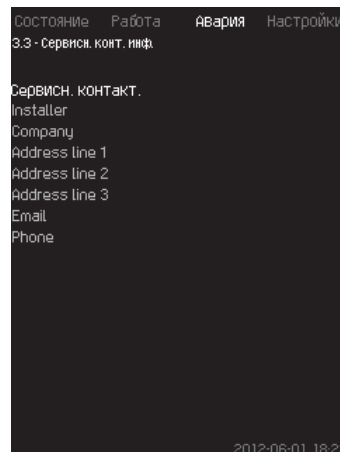 Состояние Работа Авария Настройки
3.3 - Сервисн. конт. инф.
Сервисн. контакт.
Installer
Company
Address line 1
Address line 2
Address line 3
Email
Phone
2012-06-01 18:2